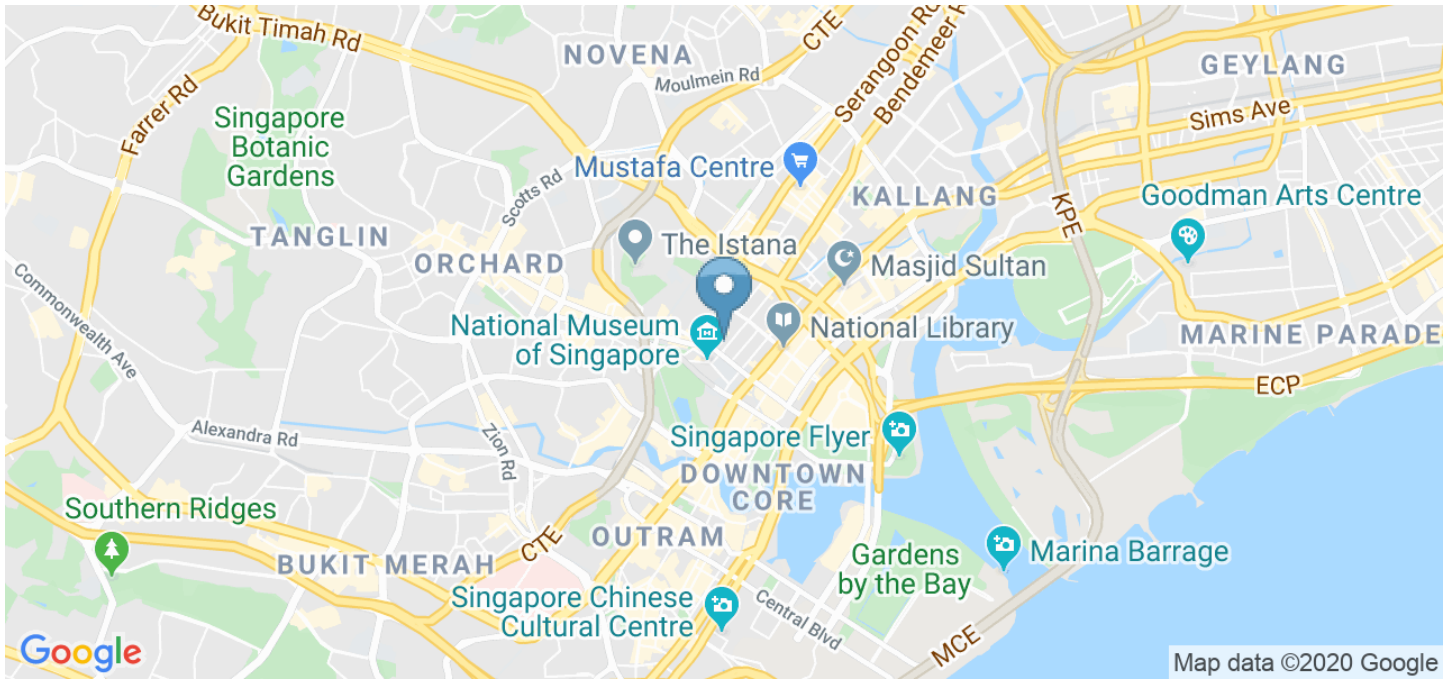 Bukit Timah Rd
CTE
Serangoon Rd
Bendemeer R
NOVENA
Moulmein Rd
GEYLANG
Farrer Rd
Singapore
Botanic
Gardens
Sims Ave
Mustafa Centre
Scotts Rd
KALLANG
KPE
Goodman Arts Centre
TANGLIN
The Istana
ORCHARD
Masjid Sultan
Commonwealth Ave
National Museum
of Singapore
National Library
MARINE PARADE
ECP
Alexandra Rd
Zion Rd
Singapore Flyer
DOWNTOWN
CORE
Southern Ridges
OUTRAM
CTE
BUKIT MERAH
Gardens
by the Bay
Marina Barrage
Singapore Chinese
Cultural Centre
Central Blvd
MCE
Google
Map data ©2020 Google